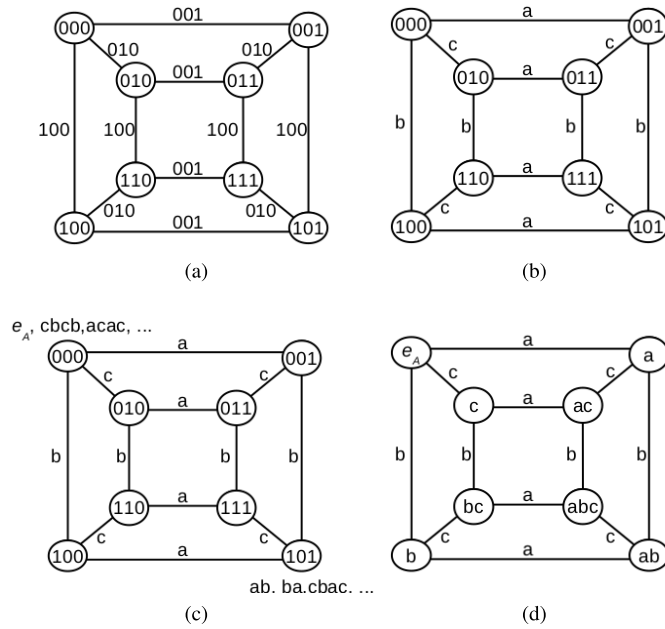 001
000 001
010 010
010 001 011
100 100 100 100
110 001 111
010 010
100 001 101
(a)
a
000 001
c c
010 a 011
b b b b
110 a 111
c c
100 a 101
(b)
e_A, cbcb,acac, ...
a
000 001
c c
010 a 011
b b b b
110 a 111
c c
100 a 101
ab. ba.cbac. ...
(c)
a
e_A a
c c
c a ac
b b b b
bc a abc
c c
b a ab
(d)